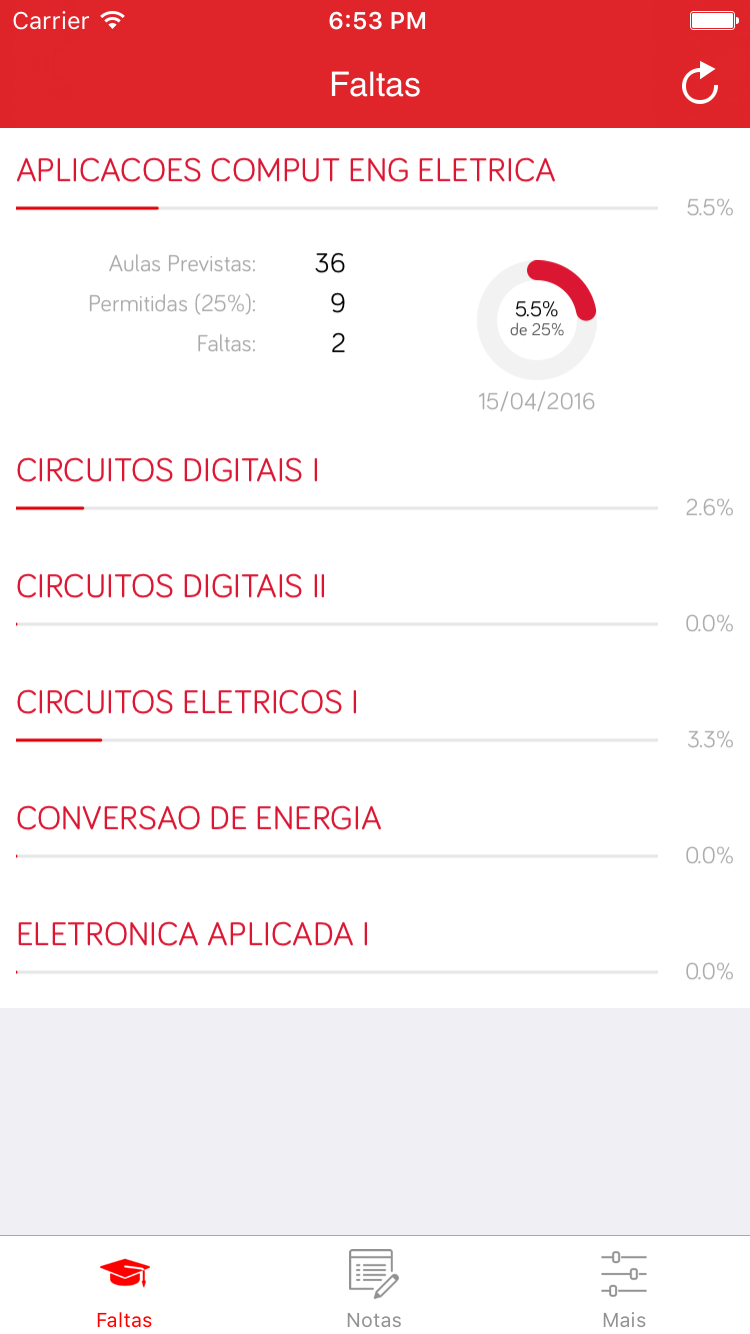 Carrier 6:53 PM
Faltas
APLICACOES COMPUT ENG ELETRICA
5.5%
Aulas Previstas: 36
Permitidas (25%): 9
Faltas: 2
5.5%
de 25%
15/04/2016
CIRCUITOS DIGITAIS I
2.6%
CIRCUITOS DIGITAIS II
0.0%
CIRCUITOS ELETRICOS I
3.3%
CONVERSAO DE ENERGIA
0.0%
ELETRONICA APLICADA I
0.0%
Faltas Notas Mais